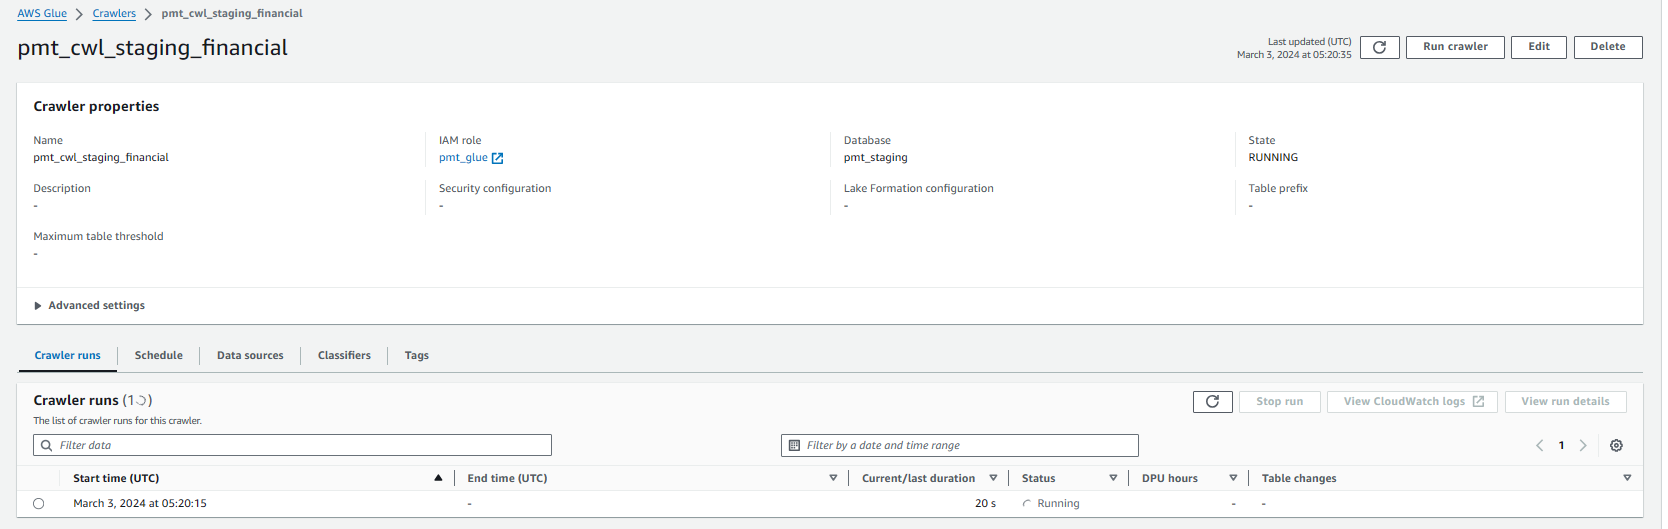 AWS Glue > Crawlers > pmt_cwl_staging_financial
pmt_cwl_staging_financial
Last updated (UTC)
March 3, 2024 at 05:20:35
Run crawler
Edit
Delete
Crawler properties
Name
pmt_cwl_staging_financial
IAM role
pmt_glue
Database
pmt_staging
State
RUNNING
Description
-
Security configuration
-
Lake Formation configuration
-
Table prefix
-
Maximum table threshold
-
Advanced settings
Crawler runs
Schedule
Data sources
Classifiers
Tags
Crawler runs (1)
The list of crawler runs for this crawler.
Stop run
View CloudWatch logs
View run details
Filter data
Filter by a date and time range
1
Start time (UTC)
End time (UTC)
Current/last duration
Status
DPU hours
Table changes
March 3, 2024 at 05:20:15
-
20 s
Running
-
-